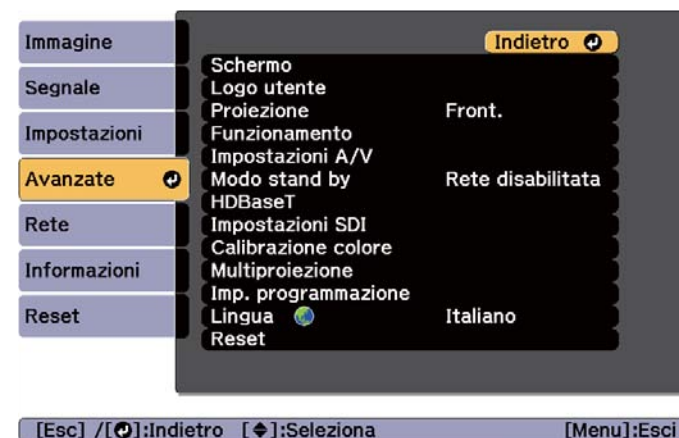 Immagine
Segnale
Impostazioni
Avanzate
Rete
Informazioni
Reset
Indietro
Schermo
Logo utente
Proiezione Front.
Funzionamento
Impostazioni A/V
Modo stand by Rete disabilitata
HDBaseT
Impostazioni SDI
Calibrazione colore
Multiproiezione
Imp. programmazione
Lingua Italiano
Reset
[Esc] /[⏎]:Indietro [◆]:Seleziona [Menu]:Esci